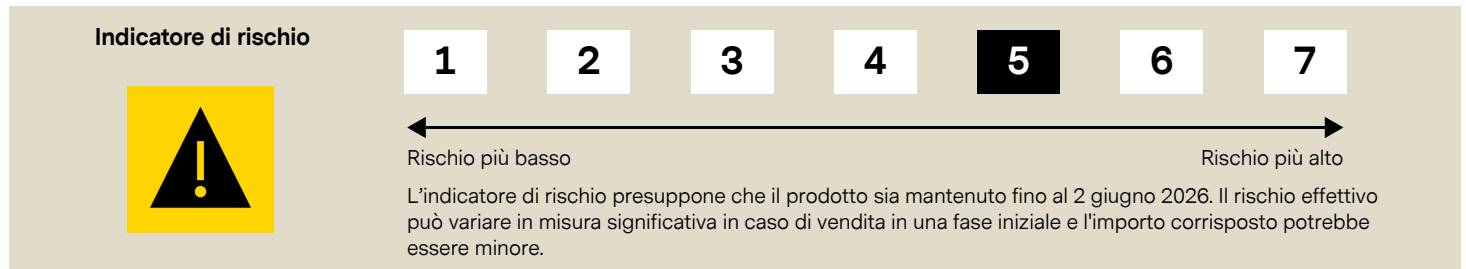 Indicatore di rischio
1 2 3 4 5 6 7
Rischio più basso Rischio più alto
L'indicatore di rischio presuppone che il prodotto sia mantenuto fino al 2 giugno 2026. Il rischio effettivo
può variare in misura significativa in caso di vendita in una fase iniziale e l'importo corrisposto potrebbe
essere minore.